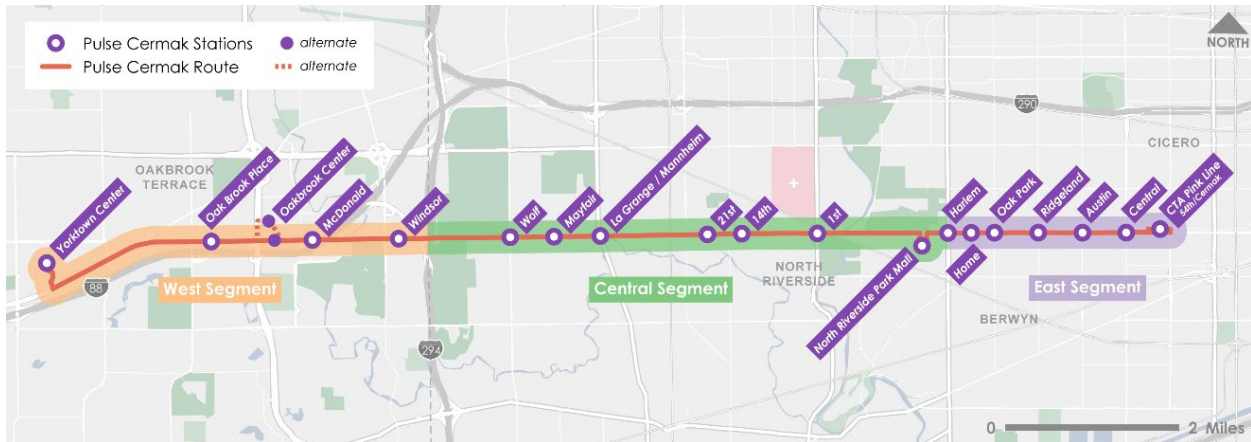 Pulse Cermak Stations
alternate
Pulse Cermak Route
alternate
NORTH
290
CICERO
OAKBROOK
TERRACE
Yorktown Center
Oak Brook Place
Oakbrook Center
McDonald
Windsor
Wolf
Mayfair
La Grange / Mannheim
21st
14th
1st
North Riverside Park Mall
Harlem
Home
Oak Park
Ridgeland
Austin
Central
CTA Pink Line
54th/Cermak
88
West Segment
Central Segment
NORTH
RIVERSIDE
East Segment
BERWYN
294
0
2 Miles